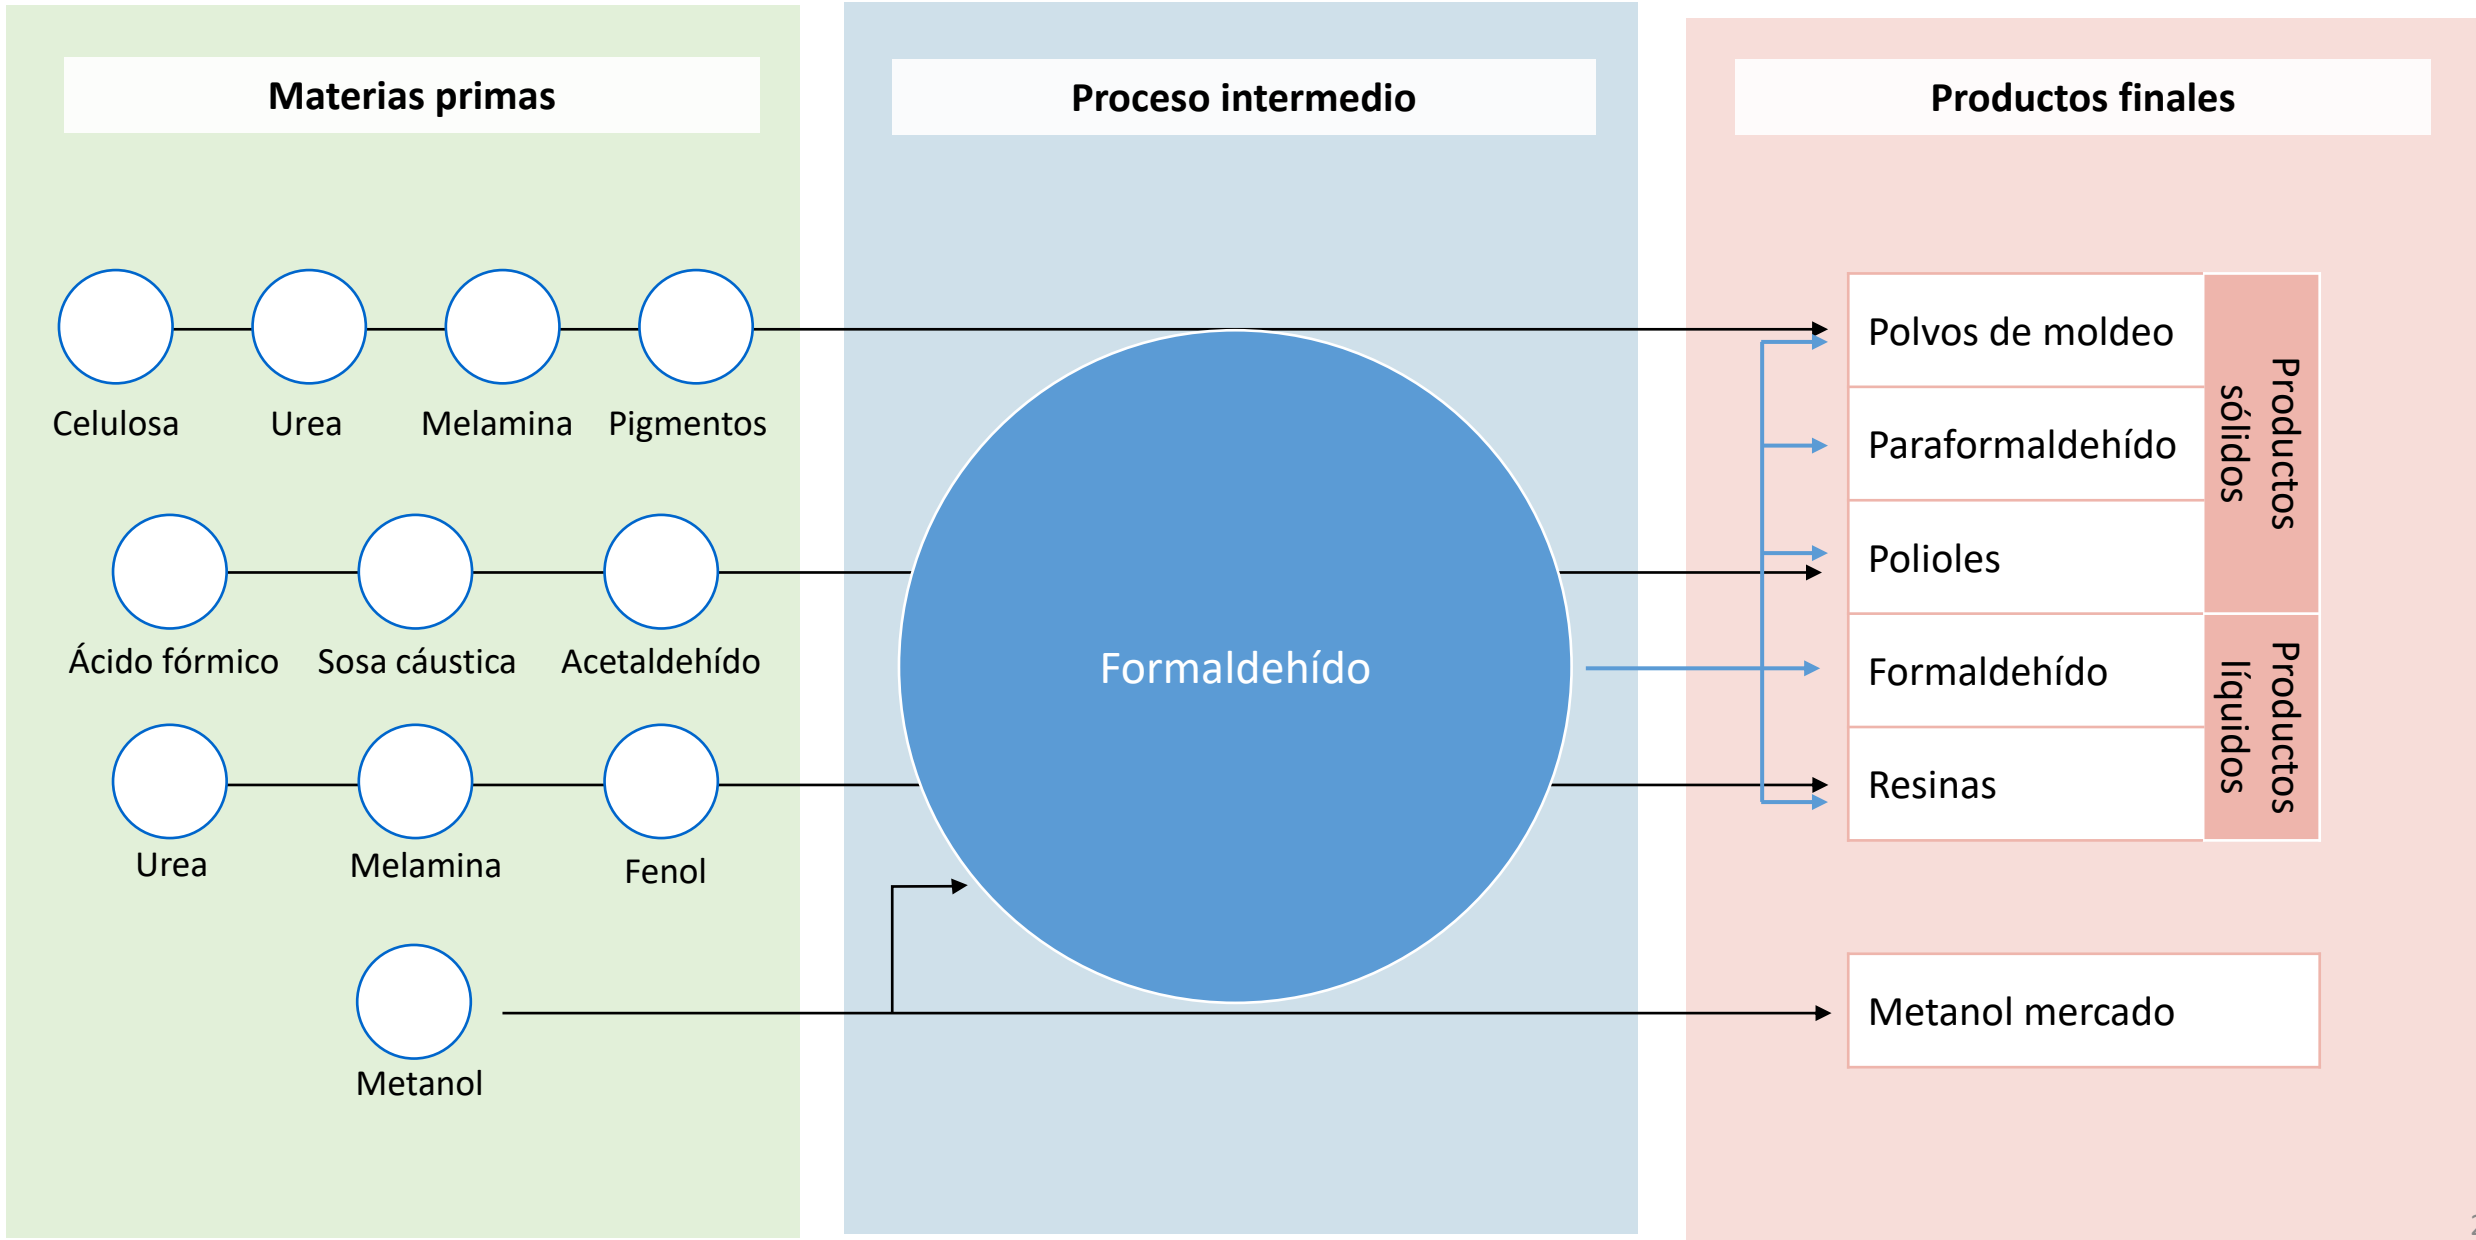 Materias primas
Proceso intermedio
Productos finales
Celulosa
Urea
Melamina
Pigmentos
Ácido fórmico
Sosa cáustica
Acetaldehído
Urea
Melamina
Fenol
Metanol
Formaldehído
Polvos de moldeo
Paraformaldehído
Polioles
Formaldehído
Resinas
Productos
sólidos
Productos
líquidos
Metanol mercado
2